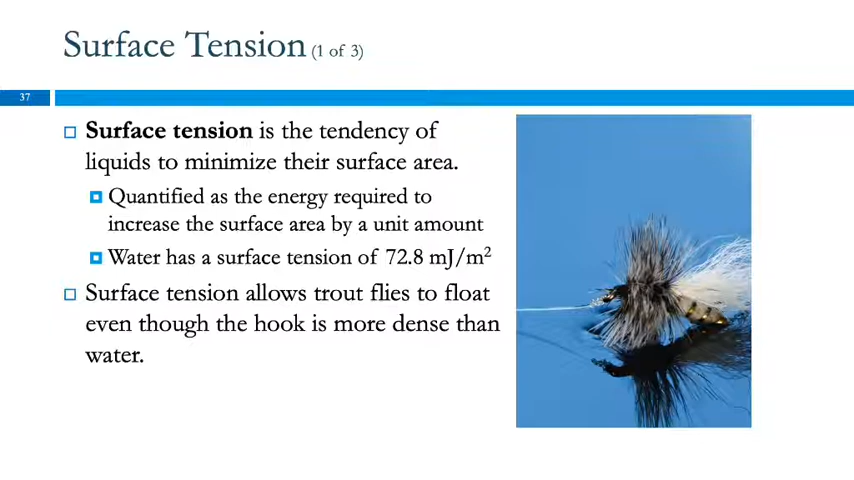 Surface Tension (1 of 3)
37
Surface tension is the tendency of
liquids to minimize their surface area.
Quantified as the energy required to
increase the surface area by a unit amount
Water has a surface tension of 72.8 mJ/m²
Surface tension allows trout flies to float
even though the hook is more dense than
water.